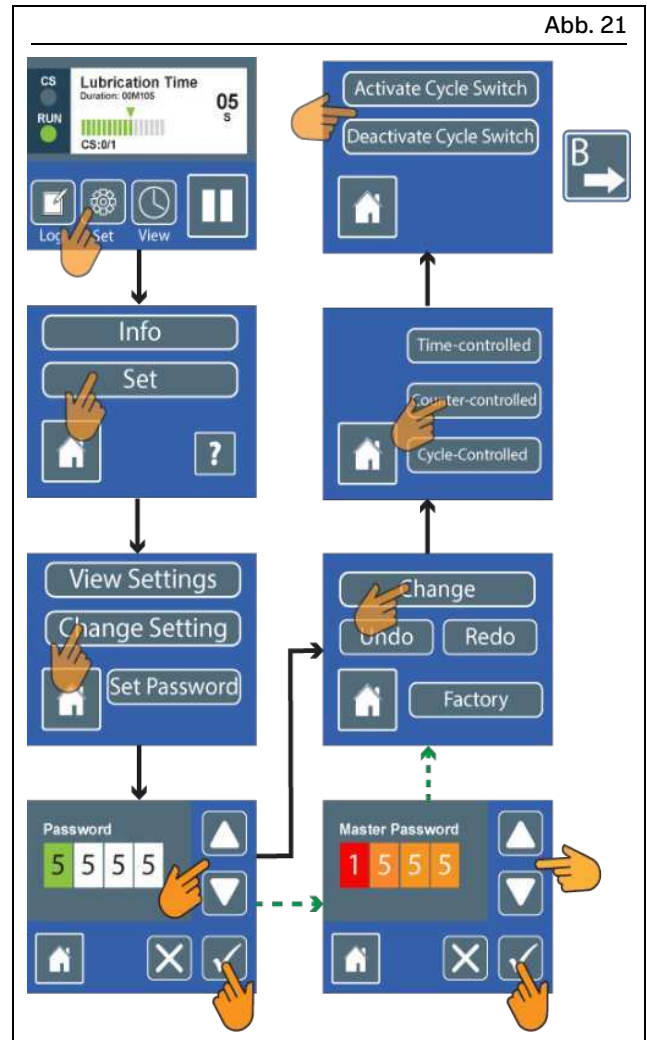 Abb. 21
CS
RUN
Lubrication Time
Duration: 00M10S
05
S
CS:0/1
Log Set View
Info
Set
?
View Settings
Change Setting
Set Password
Password
5 5 5 5
Master Password
1 5 5 5
Change
Undo Redo
Factory
Time-controlled
Counter-controlled
Cycle-Controlled
Activate Cycle Switch
Deactivate Cycle Switch
B